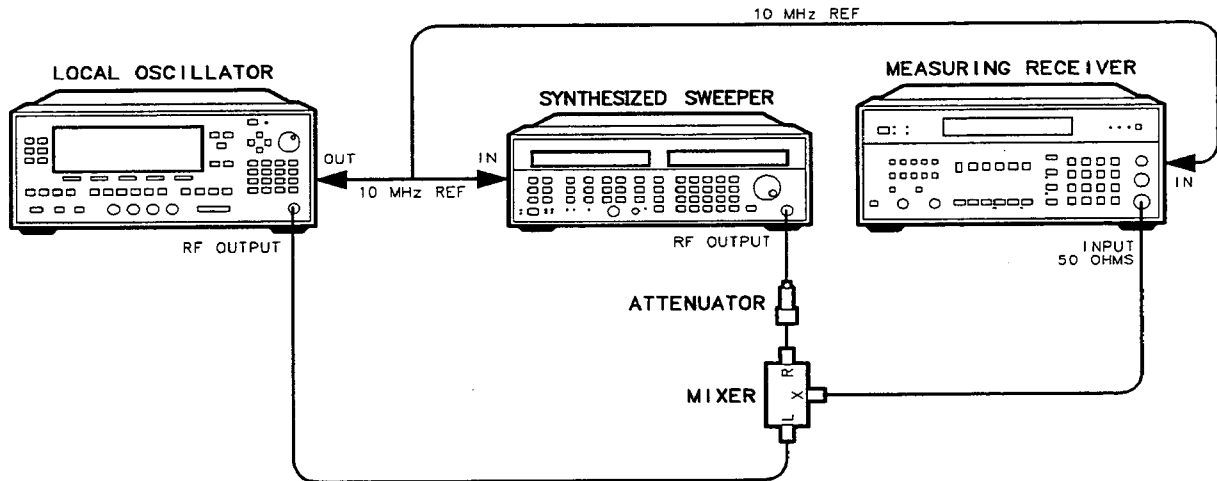 10 MHz REF
LOCAL OSCILLATOR
SYNTHESIZED SWEEPER
MEASURING RECEIVER
OUT
IN
10 MHz REF
IN
RF OUTPUT
RF OUTPUT
INPUT
50 OHMS
ATTENUATOR
MIXER
R
X
L